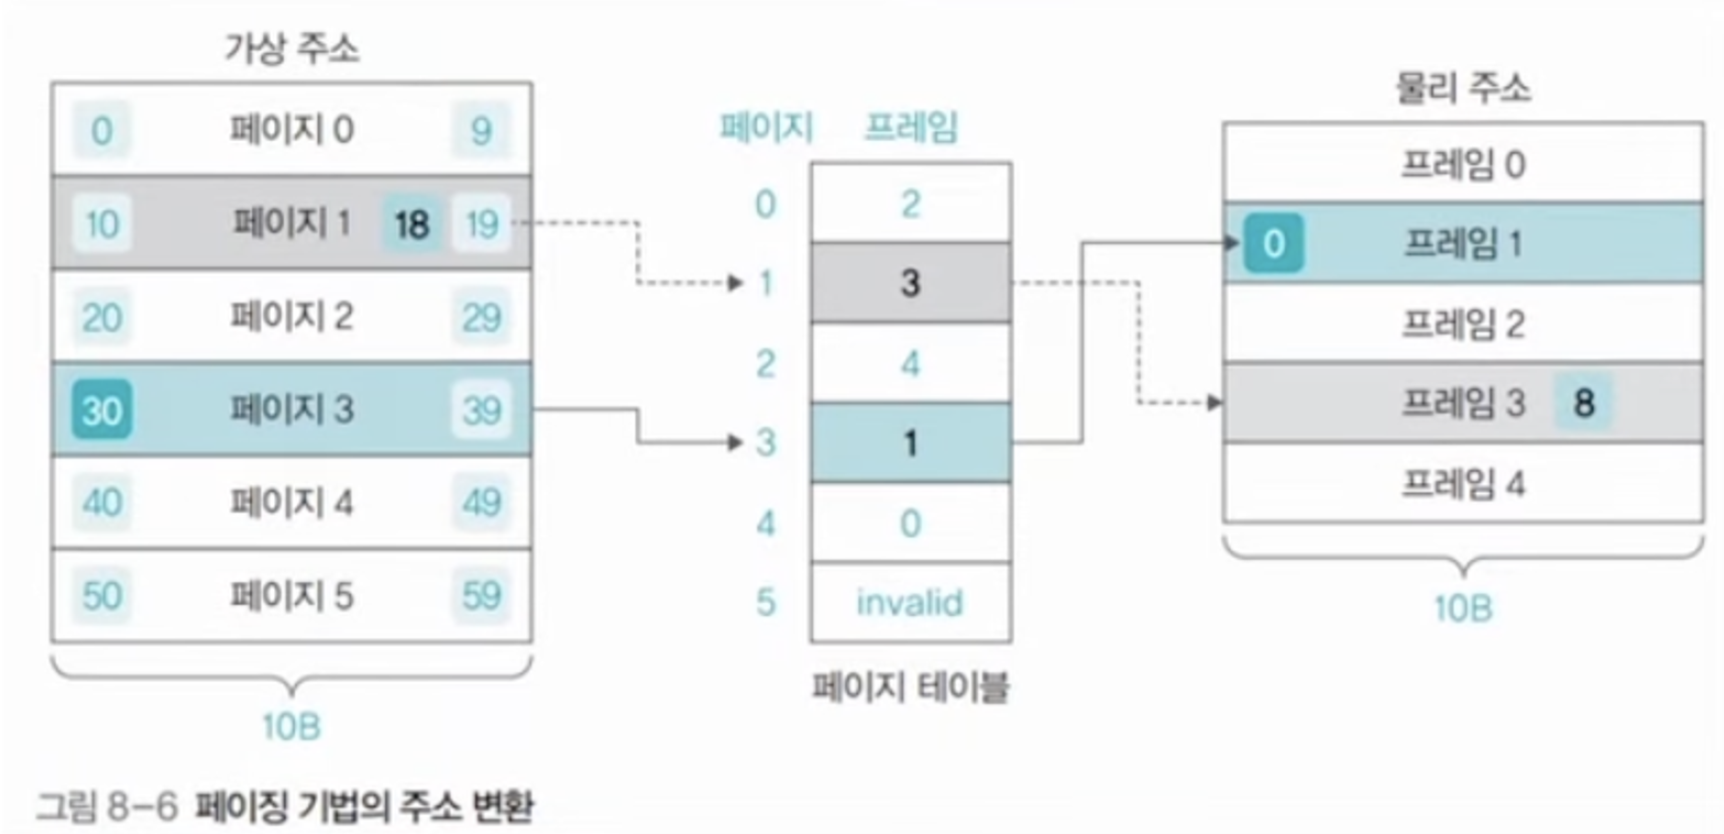 가상 주소
0 페이지 0 9
10 페이지 1 18 19
20 페이지 2 29
30 페이지 3 39
40 페이지 4 49
50 페이지 5 59
10B
페이지 프레임
0 2
1 3
2 4
3 1
4 0
5 invalid
페이지 테이블
물리 주소
프레임 0
0 프레임 1
프레임 2
프레임 3 8
프레임 4
10B
그림 8-6 페이징 기법의 주소 변환